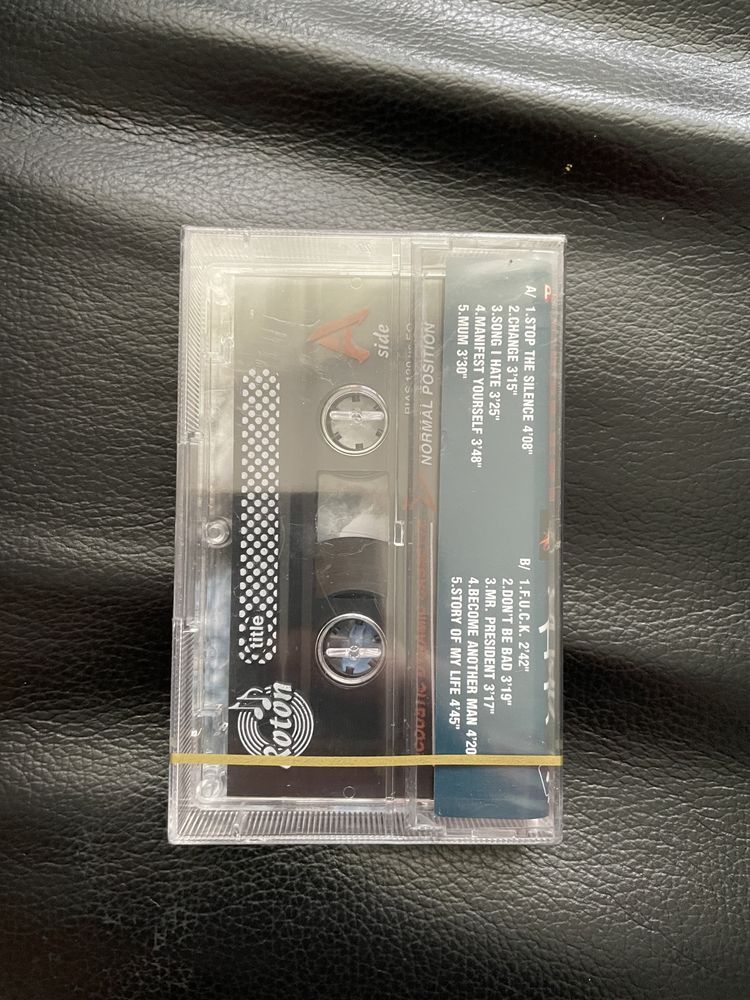 A/ 1.STOP THE SILENCE 4'08"
2.CHANGE 3'15"
3.SONG I HATE 3'25"
4.MANIFEST YOURSELF 3'48"
5.MUM 3'30"
B/ 1.F.U.C.K. 2'42"
2.DON'T BE BAD 3'19"
3.MR. PRESIDENT 3'17"
4.BECOME ANOTHER MAN 4'20
5.STORY OF MY LIFE 4'45"
NORMAL POSITION
A side
title
Roton